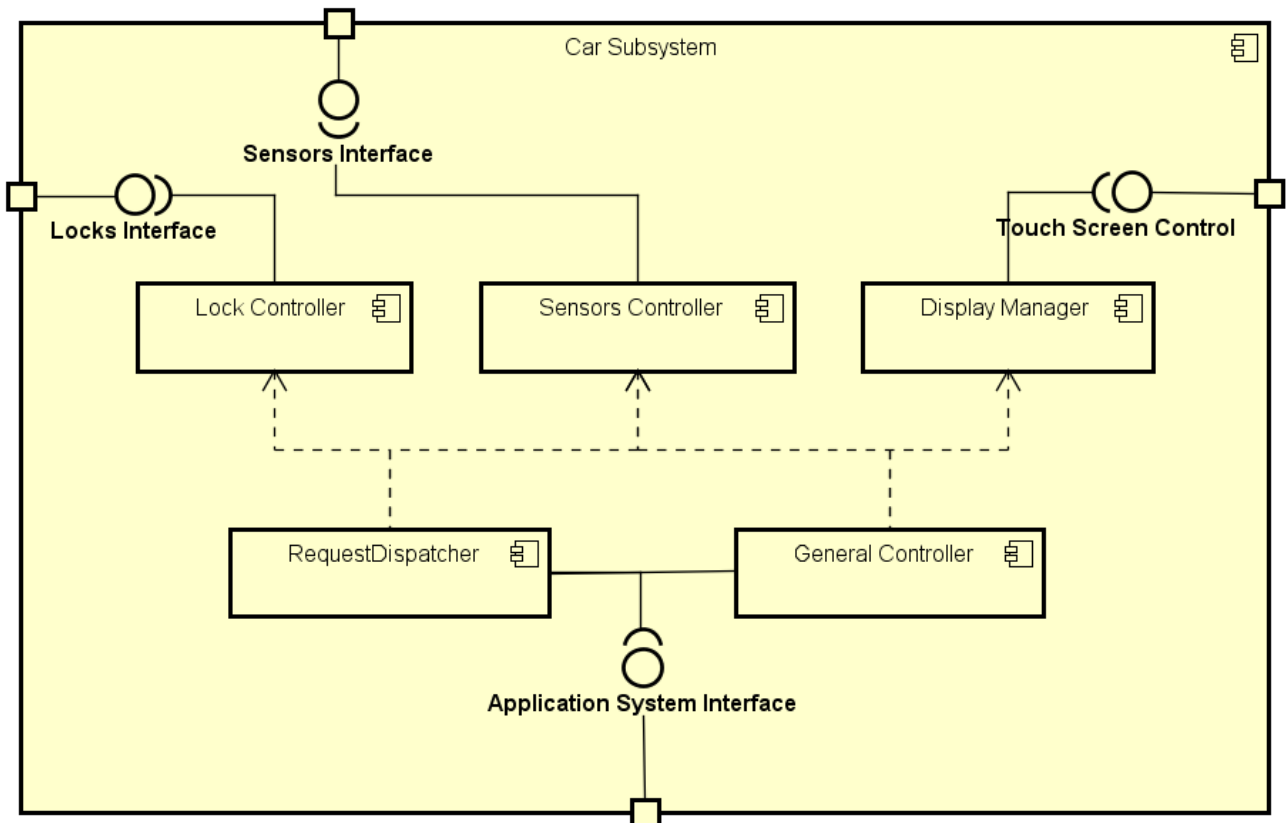 Car Subsystem
Sensors Interface
Locks Interface
Touch Screen Control
Lock Controller
Sensors Controller
Display Manager
RequestDispatcher
General Controller
Application System Interface